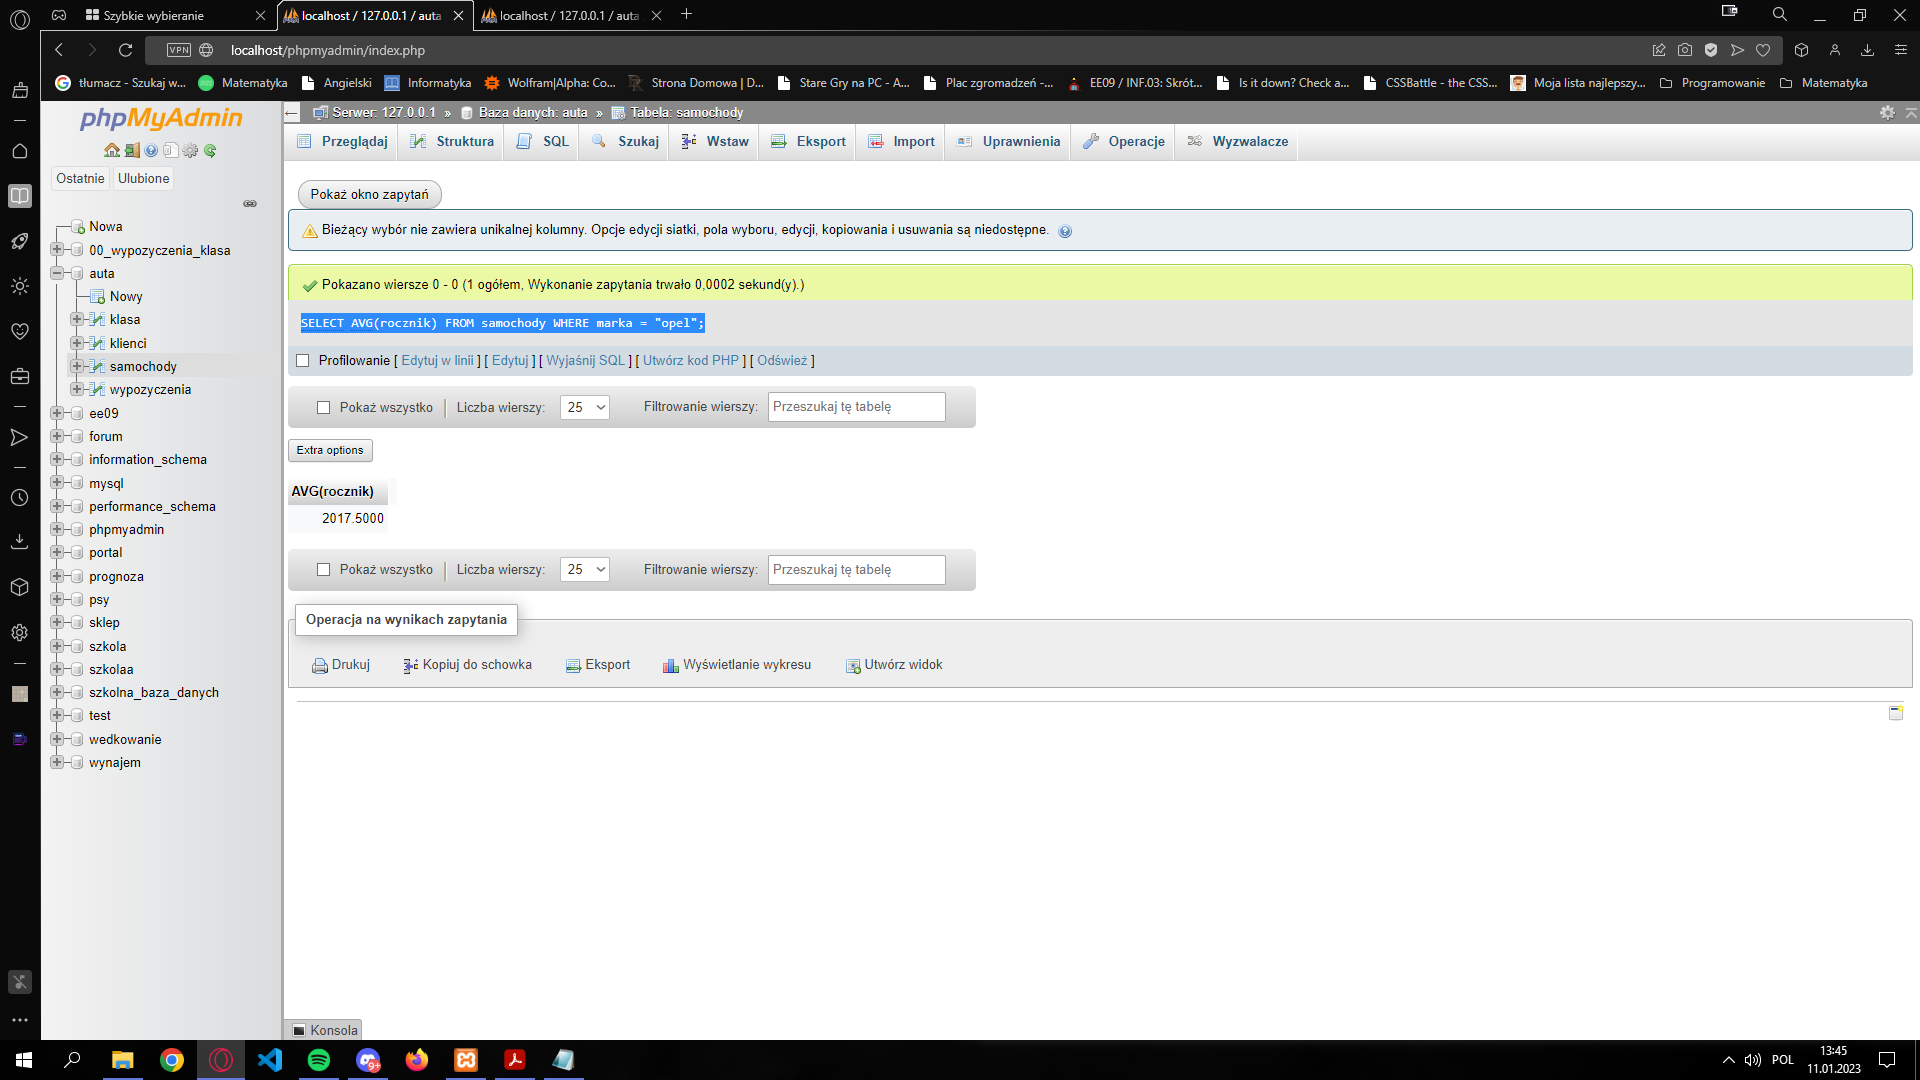 Szybkie wybieranie
localhost / 127.0.0.1 / auta
localhost / 127.0.0.1 / auta
VPN
localhost/phpmyadmin/index.php
tłumacz - Szukaj w...
Matematyka
Angielski
Informatyka
Wolfram|Alpha: Co...
Strona Domowa | D...
Stare Gry na PC - A...
Plac zgromadzeń -...
EE09 / INF.03: Skrót...
Is it down? Check a...
CSSBattle - the CSS...
Moja lista najlepszy...
Programowanie
Matematyka
phpMyAdmin
Ostatnie
Ulubione
Nowa
00_wypozyczenia_klasa
auta
Nowy
klasa
klienci
samochody
wypozyczenia
ee09
forum
information_schema
mysql
performance_schema
phpmyadmin
portal
prognoza
psy
sklep
szkola
szkolaa
szkolna_baza_danych
test
wedkowanie
wynajem
Serwer: 127.0.0.1 » Baza danych: auta » Tabela: samochody
Przeglądaj
Struktura
SQL
Szukaj
Wstaw
Eksport
Import
Uprawnienia
Operacje
Wyzwalacze
Pokaż okno zapytań
Bieżący wybór nie zawiera unikalnej kolumny. Opcje edycji siatki, pola wyboru, edycji, kopiowania i usuwania są niedostępne.
Pokazano wiersze 0 - 0 (1 ogółem, Wykonanie zapytania trwało 0,0002 sekund(y).)
SELECT AVG(rocznik) FROM samochody WHERE marka = "opel";
Profilowanie [ Edytuj w linii ] [ Edytuj ] [ Wyjaśnij SQL ] [ Utwórz kod PHP ] [ Odśwież ]
Pokaż wszystko
Liczba wierszy:
25
Filtrowanie wierszy:
Przeszukaj tę tabelę
Extra options
AVG(rocznik)
2017.5000
Pokaż wszystko
Liczba wierszy:
25
Filtrowanie wierszy:
Przeszukaj tę tabelę
Operacja na wynikach zapytania
Drukuj
Kopiuj do schowka
Eksport
Wyświetlanie wykresu
Utwórz widok
Konsola
9+
POL
13:45
11.01.2023